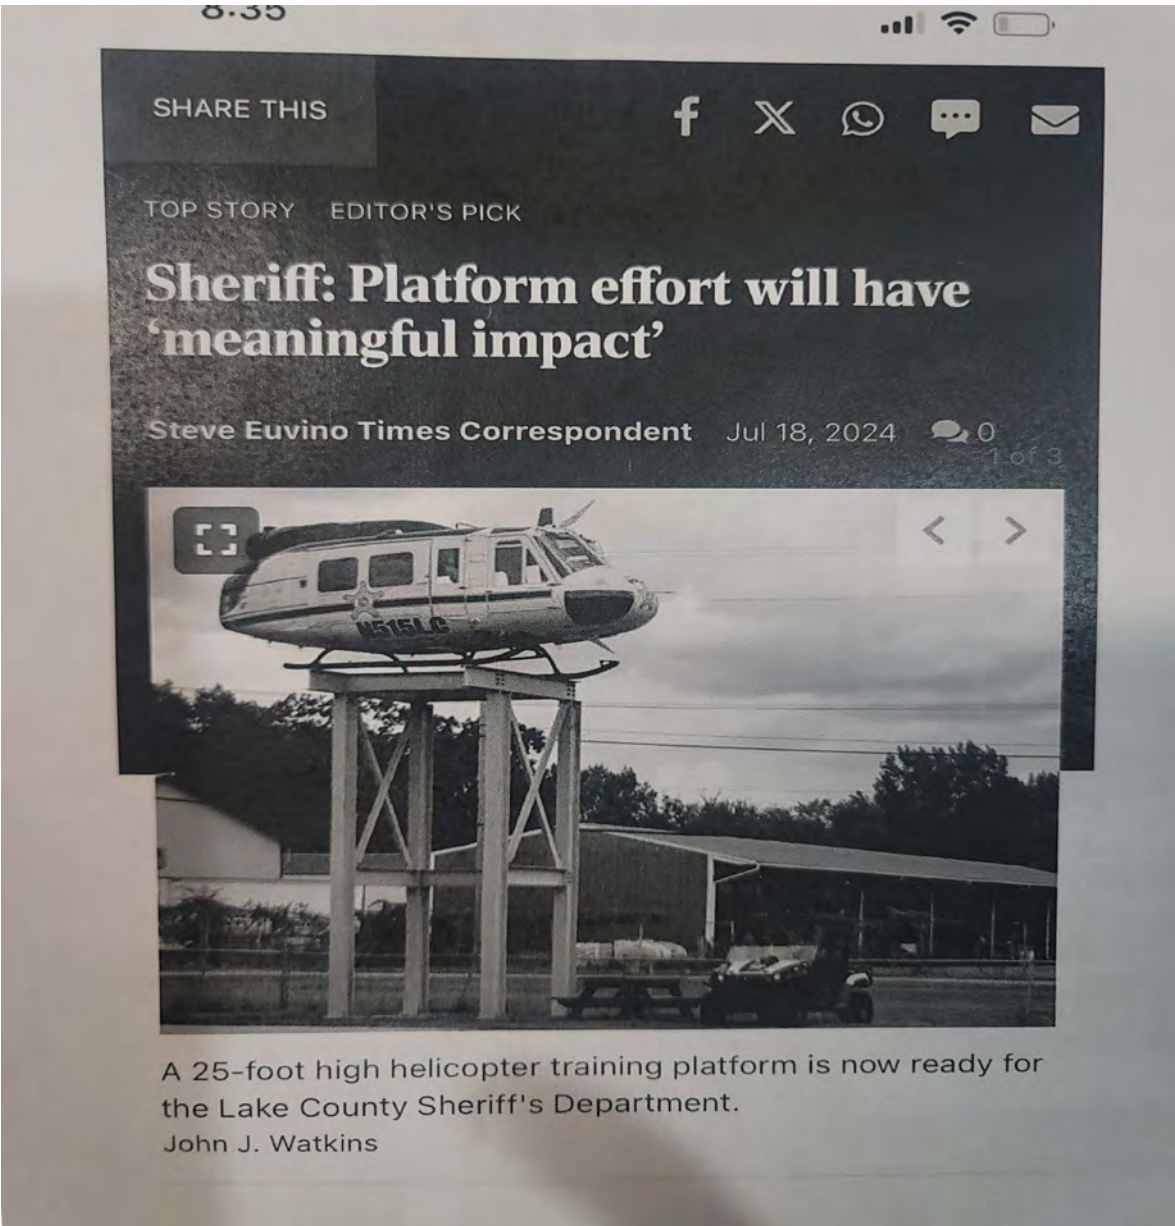 8:35
SHARE THIS
TOP STORY EDITOR'S PICK
Sheriff: Platform effort will have
‘meaningful impact’
Steve Euvino Times Correspondent Jul 18, 2024 0
1 of 3
N515LC
A 25-foot high helicopter training platform is now ready for
the Lake County Sheriff's Department.
John J. Watkins